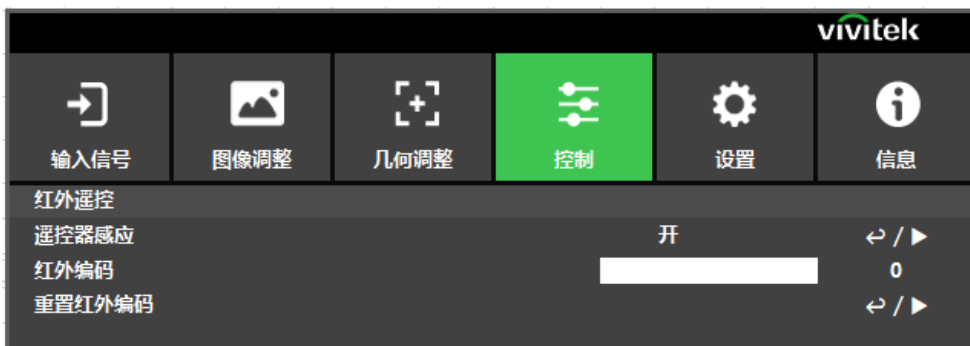 vivitek
输入信号 图像调整 几何调整 控制 设置 信息
红外遥控
遥控器感应 开 ↩ / ▶
红外编码 0
重置红外编码 ↩ / ▶